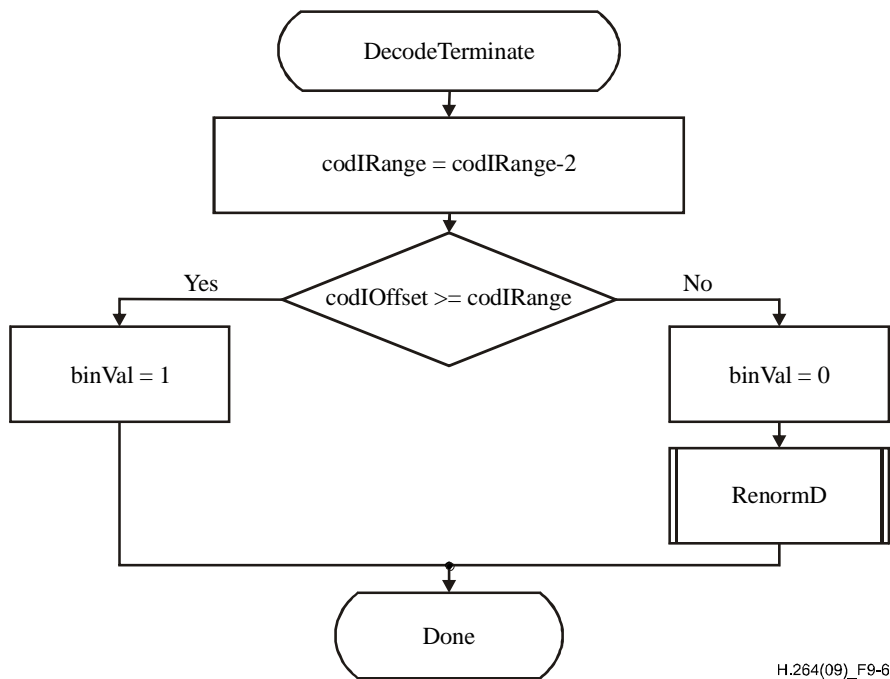 DecodeTerminate
codIRange = codIRange-2
codIOffset >= codIRange
Yes
No
binVal = 1
binVal = 0
RenormD
Done
H.264(09)_F9-6